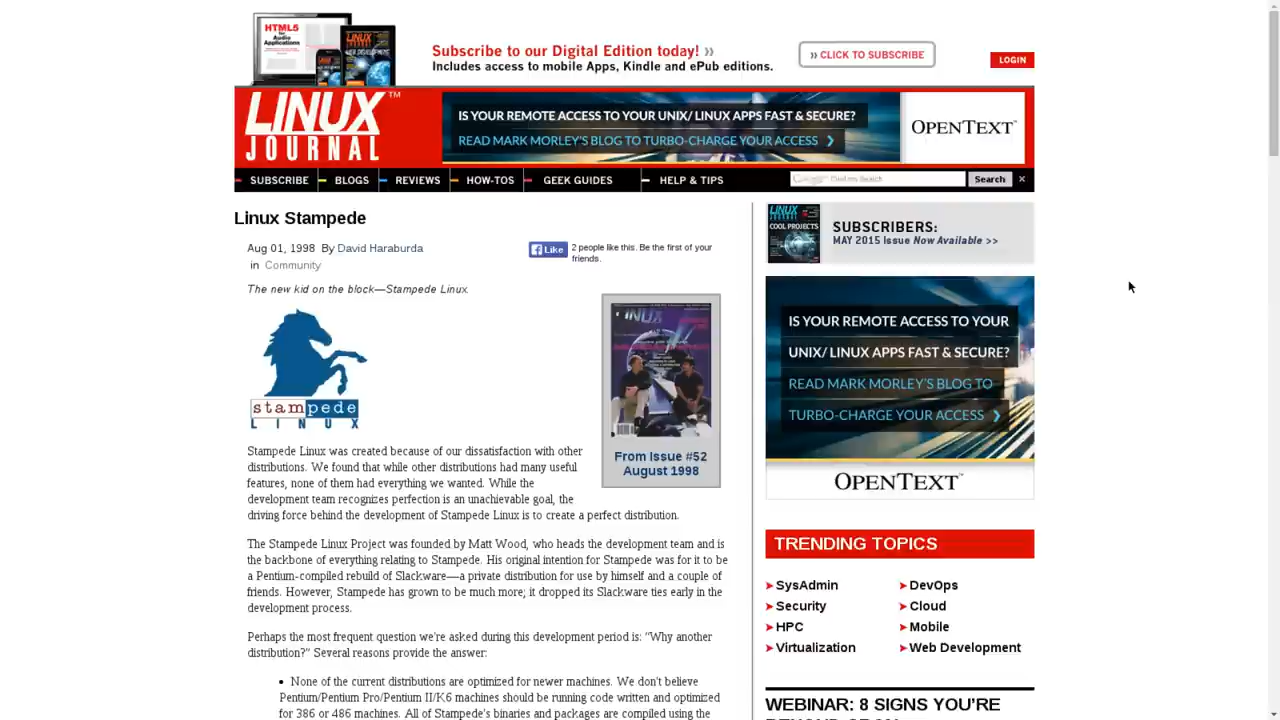 HTML5
for
Audio
Applications
Subscribe to our Digital Edition today! »
Includes access to mobile Apps, Kindle and ePub editions.
» CLICK TO SUBSCRIBE
LOGIN
LINUX™
JOURNAL
IS YOUR REMOTE ACCESS TO YOUR UNIX/ LINUX APPS FAST & SECURE?
READ MARK MORLEY'S BLOG TO TURBO-CHARGE YOUR ACCESS ❯
OPENTEXT™
SUBSCRIBE
BLOGS
REVIEWS
HOW-TOS
GEEK GUIDES
HELP & TIPS
Search
×
Linux Stampede
Aug 01, 1998 By David Haraburda
in Community
Like
2 people like this. Be the first of your
friends.
The new kid on the block—Stampede Linux.
stampede
LINUX
From Issue #52
August 1998
Stampede Linux was created because of our dissatisfaction with other
distributions. We found that while other distributions had many useful
features, none of them had everything we wanted. While the
development team recognizes perfection is an unachievable goal, the
driving force behind the development of Stampede Linux is to create a perfect distribution.
The Stampede Linux Project was founded by Matt Wood, who heads the development team and is
the backbone of everything relating to Stampede. His original intention for Stampede was for it to be
a Pentium-compiled rebuild of Slackware—a private distribution for use by himself and a couple of
friends. However, Stampede has grown to be much more; it dropped its Slackware ties early in the
development process.
Perhaps the most frequent question we're asked during this development period is: “Why another
distribution?” Several reasons provide the answer:
• None of the current distributions are optimized for newer machines. We don't believe
Pentium/Pentium Pro/Pentium II/K6 machines should be running code written and optimized
for 386 or 486 machines. All of Stampede's binaries and packages are compiled using the
LINUX
JOURNAL
COOL PROJECTS
SUBSCRIBERS:
MAY 2015 Issue Now Available >>
IS YOUR REMOTE ACCESS TO YOUR
UNIX/ LINUX APPS FAST & SECURE?
READ MARK MORLEY'S BLOG TO
TURBO-CHARGE YOUR ACCESS ❯
OPENTEXT™
TRENDING TOPICS
SysAdmin
DevOps
Security
Cloud
HPC
Mobile
Virtualization
Web Development
WEBINAR: 8 SIGNS YOU'RE